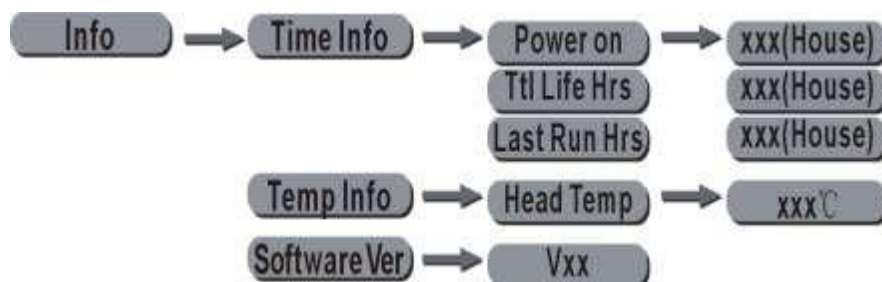 Info Time Info Power on xxx(House)
Ttl Life Hrs xxx(House)
Last Run Hrs xxx(House)
Temp Info Head Temp xxx℃
Software Ver Vxx